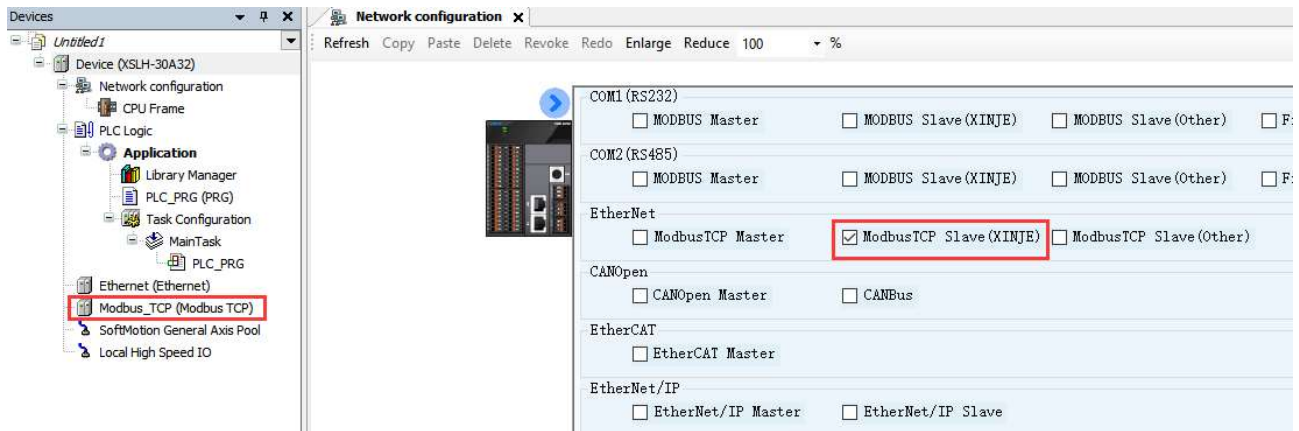 Devices
Untitled1
Device (XSLH-30A32)
Network configuration
CPU Frame
PLC Logic
Application
Library Manager
PLC_PRG (PRG)
Task Configuration
MainTask
PLC_PRG
Ethernet (Ethernet)
Modbus_TCP (Modbus TCP)
SoftMotion General Axis Pool
Local High Speed IO
Network configuration
Refresh Copy Paste Delete Revoke Redo Enlarge Reduce 100 %
COM1(RS232)
MODBUS Master MODBUS Slave(XINJE) MODBUS Slave(Other)
COM2(RS485)
MODBUS Master MODBUS Slave(XINJE) MODBUS Slave(Other)
EtherNet
ModbusTCP Master ModbusTCP Slave(XINJE) ModbusTCP Slave(Other)
CANOpen
CANOpen Master CANBus
EtherCAT
EtherCAT Master
EtherNet/IP
EtherNet/IP Master EtherNet/IP Slave